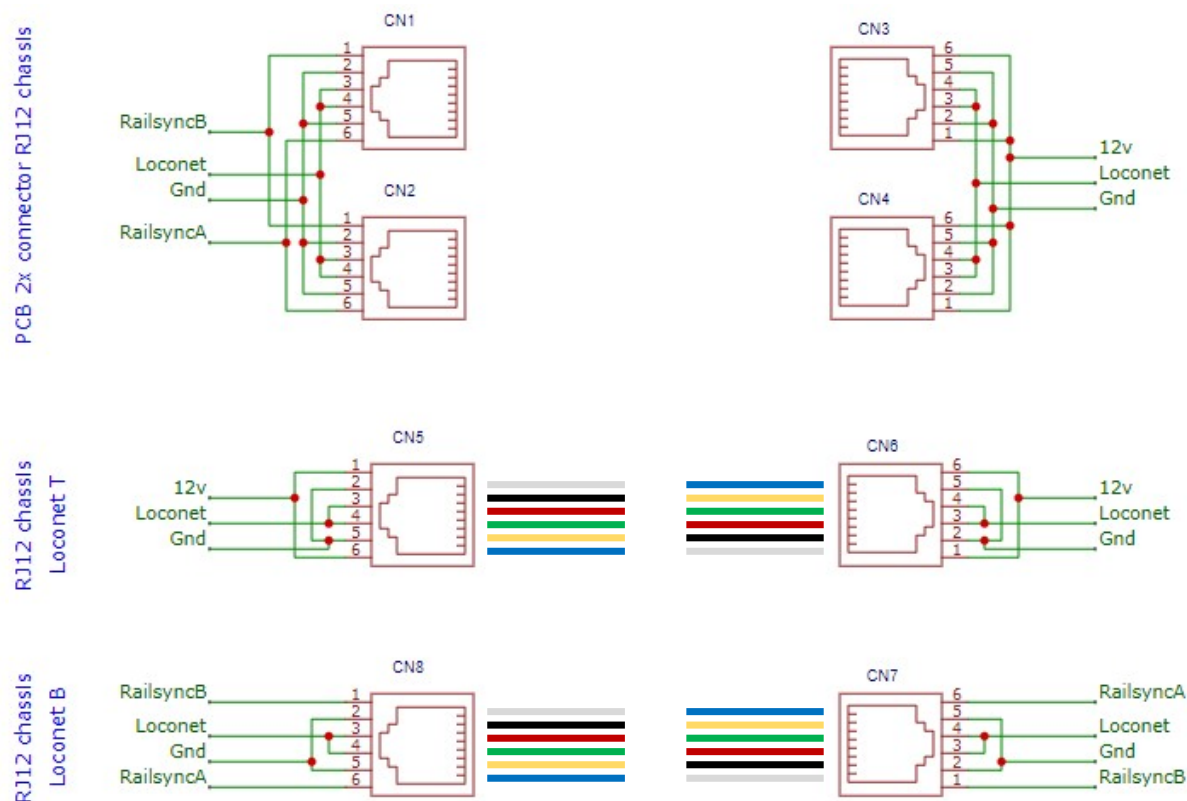 PCB 2x connector RJ12 chassis
CN1
1
2
3
4
5
6
RailsyncB
Loconet
Gnd
RailsyncA
CN2
1
2
3
4
5
6
CN3
6
5
4
3
2
1
12v
Loconet
Gnd
CN4
6
5
4
3
2
1
RJ12 chassis
Loconet T
CN5
1
2
3
4
5
6
12v
Loconet
Gnd
CN6
6
5
4
3
2
1
12v
Loconet
Gnd
RJ12 chassis
Loconet B
CN8
1
2
3
4
5
6
RailsyncB
Loconet
Gnd
RailsyncA
CN7
6
5
4
3
2
1
RailsyncA
Loconet
Gnd
RailsyncB